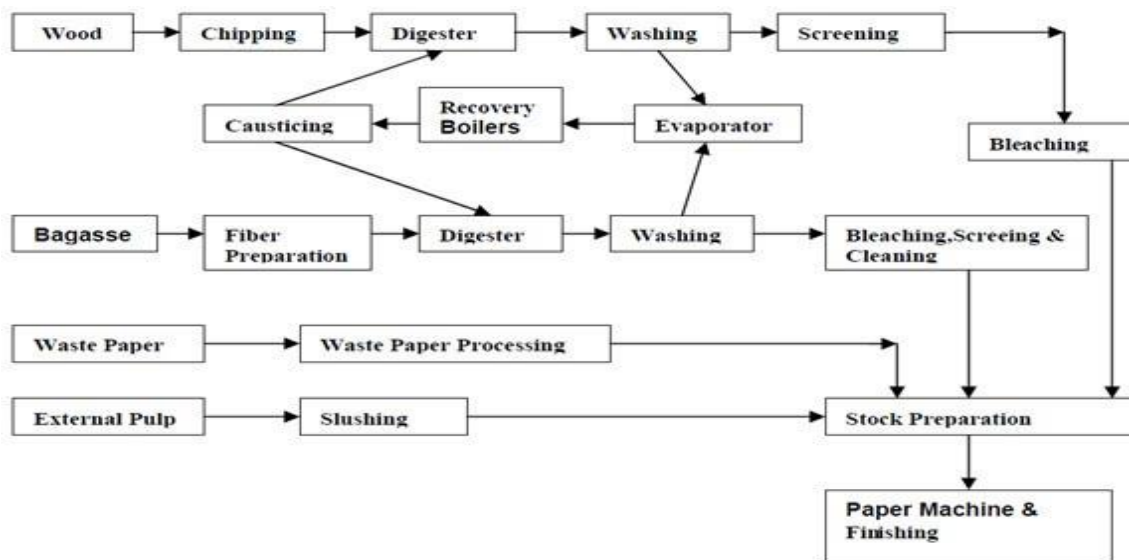 Wood
Chipping
Digester
Washing
Screening
Causticing
Recovery
Boilers
Evaporator
Bleaching
Bagasse
Fiber
Preparation
Digester
Washing
Bleaching,Screeing &
Cleaning
Waste Paper
Waste Paper Processing
External Pulp
Slushing
Stock Preparation
Paper Machine &
Finishing